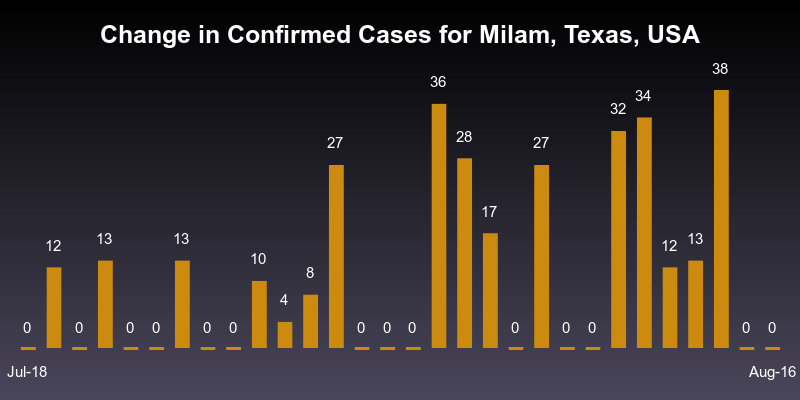 Change in Confirmed Cases for Milam, Texas, USA
0 12 0 13 0 0 13 0 0 10 4 8 27 0 0 0 36 28 17 0 27 0 0 32 34 12 13 38 0 0
Jul-18 Aug-16